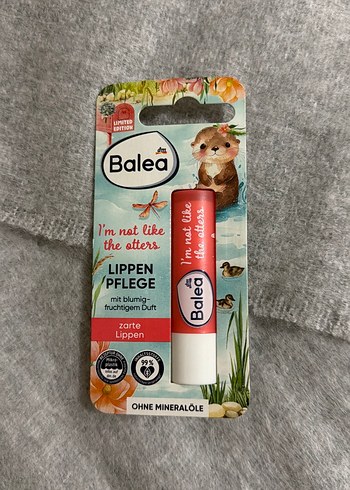 LIMITED
EDITION
Balea
I'm not like
the otters
LIPPEN
PFLEGE
mit blumig-
fruchtigem Duft
zarte
Lippen
99%
OHNE MINERALÖLE
I'm not like
the otters
Balea